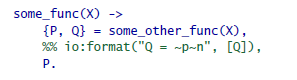 some_func(X) ->
{P, Q} = some_other_func(X),
%% io:format("Q = ~p~n", [Q]),
P.